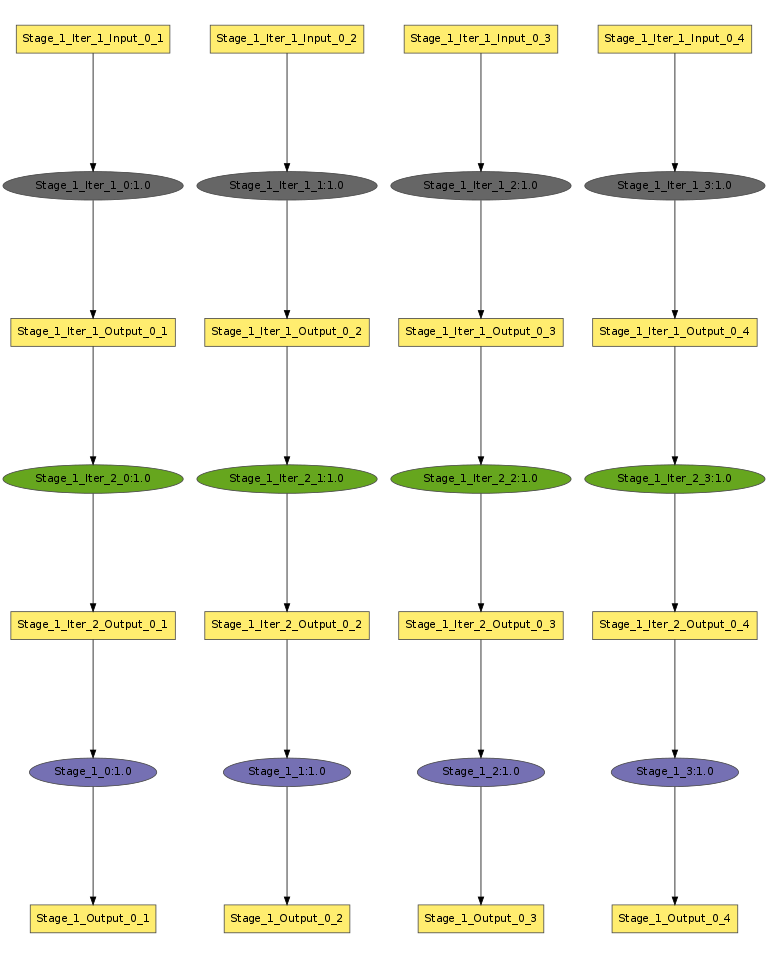 Stage_1_Iter_1_Input_0_1
Stage_1_Iter_1_Input_0_2
Stage_1_Iter_1_Input_0_3
Stage_1_Iter_1_Input_0_4
Stage_1_Iter_1_0:1.0
Stage_1_Iter_1_1:1.0
Stage_1_Iter_1_2:1.0
Stage_1_Iter_1_3:1.0
Stage_1_Iter_1_Output_0_1
Stage_1_Iter_1_Output_0_2
Stage_1_Iter_1_Output_0_3
Stage_1_Iter_1_Output_0_4
Stage_1_Iter_2_0:1.0
Stage_1_Iter_2_1:1.0
Stage_1_Iter_2_2:1.0
Stage_1_Iter_2_3:1.0
Stage_1_Iter_2_Output_0_1
Stage_1_Iter_2_Output_0_2
Stage_1_Iter_2_Output_0_3
Stage_1_Iter_2_Output_0_4
Stage_1_0:1.0
Stage_1_1:1.0
Stage_1_2:1.0
Stage_1_3:1.0
Stage_1_Output_0_1
Stage_1_Output_0_2
Stage_1_Output_0_3
Stage_1_Output_0_4